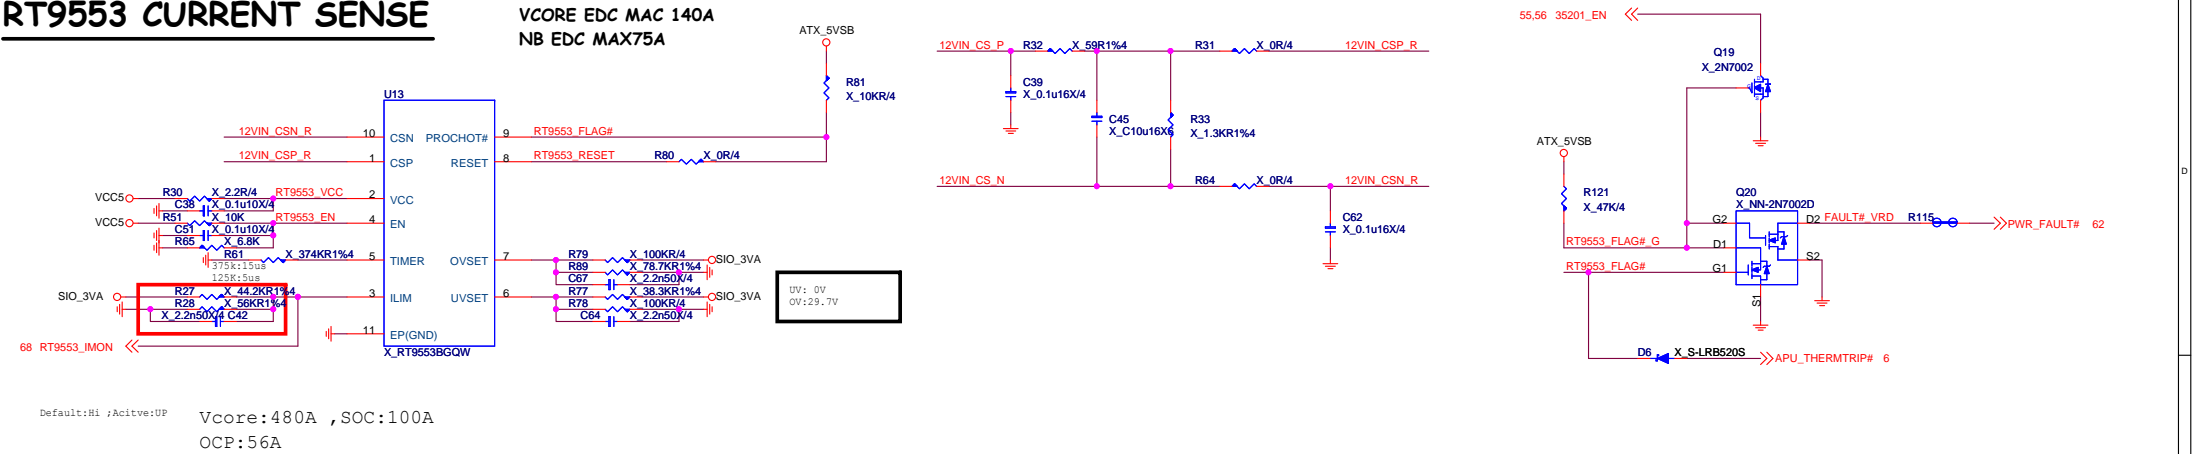 RT9553 CURRENT SENSE
VCORE EDC MAC 140A
NB EDC MAX75A
ATX_5VSB
R81
X_10KR/4
U13
12VIN_CSN_R
10
CSN
PROCHOT#
9
RT9553_FLAG#
12VIN_CSP_R
1
CSP
RESET
8
RT9553_RESET
R80
X_0R/4
VCC5
R30
X_2.2R/4
RT9553_VCC
2
VCC
C38
X_0.1u10X/4
VCC5
R51
X_10K
RT9553_EN
4
EN
C51
X_0.1u10X/4
R65
X_6.8K
R61
X_374KR1%4
5
TIMER
375k:15us
125K:5us
OVSET
7
R79
X_100KR/4
SIO_3VA
R89
X_78.7KR1%4
C67
X_2.2n50X/4
SIO_3VA
R27
X_44.2KR1%4
3
ILIM
R28
X_56KR1%4
X_2.2n50X/4
C42
UVSET
6
R77
X_38.3KR1%4
SIO_3VA
R78
X_100KR/4
C64
X_2.2n50X/4
11
EP(GND)
X_RT9553BGQW
68 RT9553_IMON
UV: 0V
OV:29.7V
Default:Hi ;Acitve:UP
Vcore:480A ,SOC:100A
OCP:56A
12VIN_CS_P
R32
X_59R1%4
R31
X_0R/4
12VIN_CSP_R
C39
X_0.1u16X/4
C45
X_C10u16X6
R33
X_1.3KR1%4
12VIN_CS_N
R64
X_0R/4
12VIN_CSN_R
C62
X_0.1u16X/4
55,56 35201_EN
Q19
X_2N7002
ATX_5VSB
R121
X_47K/4
Q20
X_NN-2N7002D
G2
D2
FAULT#_VRD
R115
PWR_FAULT# 62
RT9553_FLAG#_G
D1
S2
RT9553_FLAG#
G1
S1
D6
X_S-LRB520S
APU_THERMTRIP# 6
D